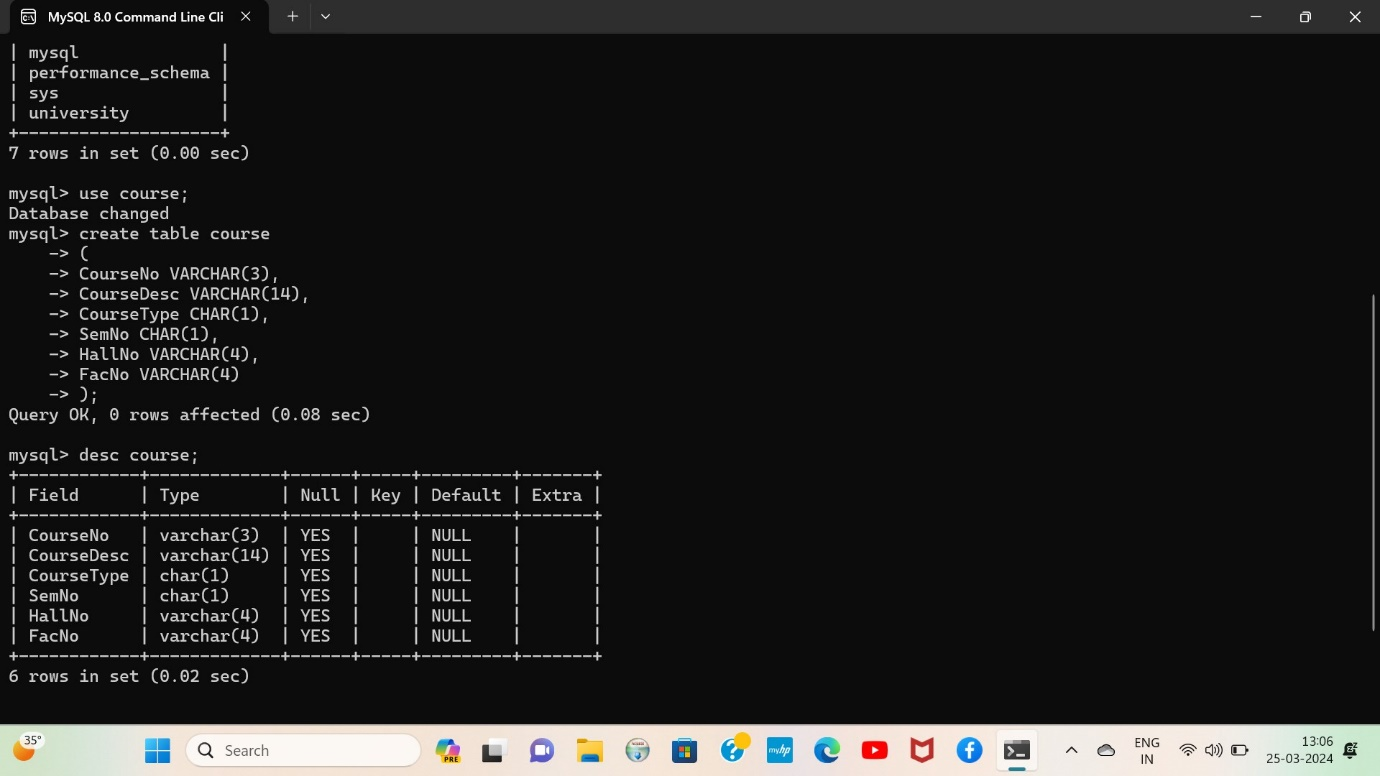 MySQL 8.0 Command Line Cli
| mysql              |
| performance_schema |
| sys                |
| university         |
+--------------------+
7 rows in set (0.00 sec)
mysql> use course;
Database changed
mysql> create table course
    -> (
    -> CourseNo VARCHAR(3),
    -> CourseDesc VARCHAR(14),
    -> CourseType CHAR(1),
    -> SemNo CHAR(1),
    -> HallNo VARCHAR(4),
    -> FacNo VARCHAR(4)
    -> );
Query OK, 0 rows affected (0.08 sec)
mysql> desc course;
+------------+-------------+------+-----+---------+-------+
| Field      | Type        | Null | Key | Default | Extra |
+------------+-------------+------+-----+---------+-------+
| CourseNo   | varchar(3)  | YES  |     | NULL    |       |
| CourseDesc | varchar(14) | YES  |     | NULL    |       |
| CourseType | char(1)     | YES  |     | NULL    |       |
| SemNo      | char(1)     | YES  |     | NULL    |       |
| HallNo     | varchar(4)  | YES  |     | NULL    |       |
| FacNo      | varchar(4)  | YES  |     | NULL    |       |
+------------+-------------+------+-----+---------+-------+
6 rows in set (0.02 sec)
35°
Search
PRE
myhp
ENG
IN
13:06
25-03-2024